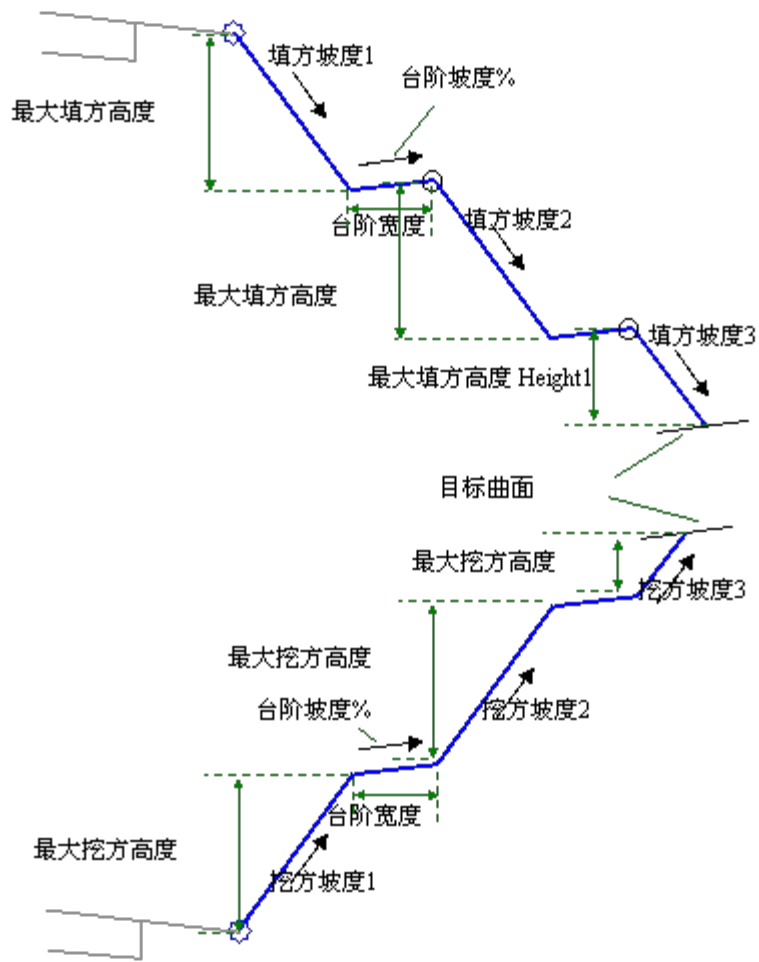 填方坡度1
台阶坡度%
最大填方高度
填方坡度2
台阶宽度
最大填方高度
填方坡度3
最大填方高度 Height1
目标曲面
最大挖方高度
挖方坡度3
最大挖方高度
台阶坡度%
挖方坡度2
台阶宽度
最大挖方高度
挖方坡度1